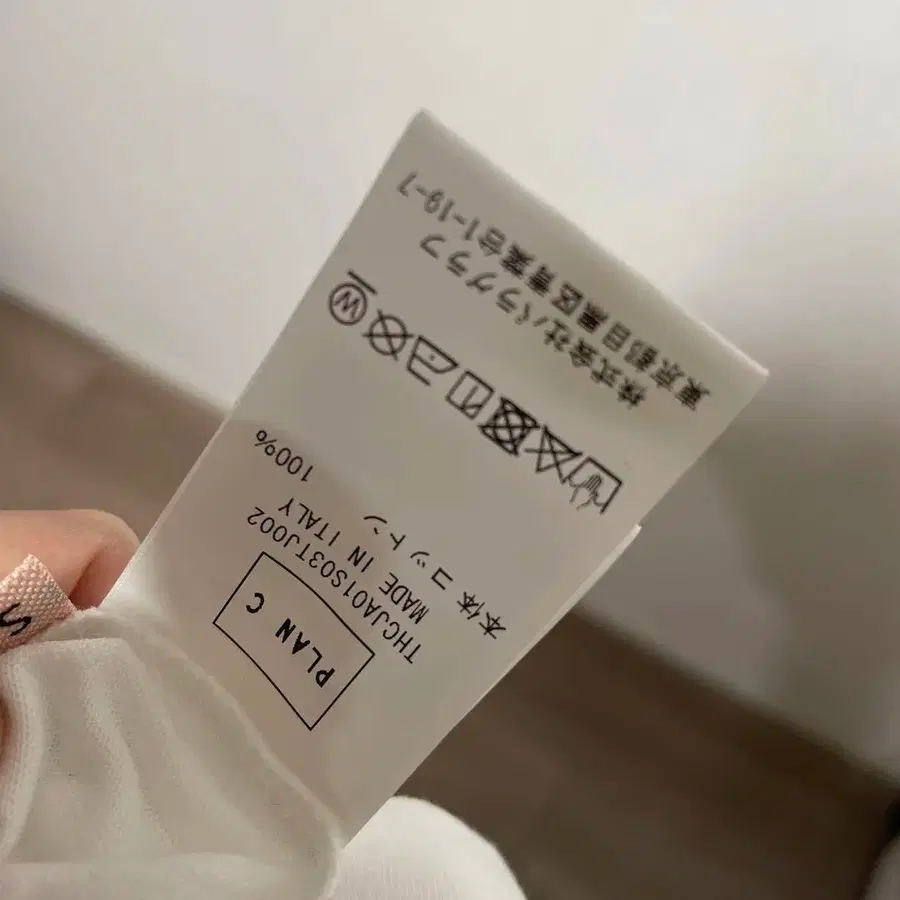 PLAN C
THCJA01S03TJ002
MADE IN ITALY
本体 コットン
100%
W
株式会社パラグラフ
東京都目黒区青葉台1-19-7
S